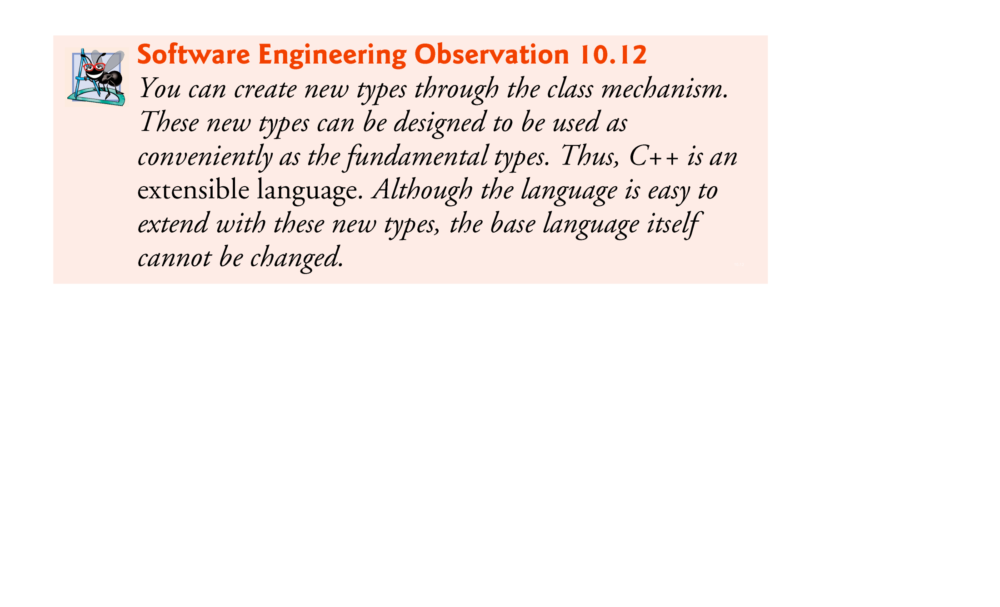 Software Engineering Observation 10.12
You can create new types through the class mechanism.
These new types can be designed to be used as
conveniently as the fundamental types. Thus, C++ is an
extensible language. Although the language is easy to
extend with these new types, the base language itself
cannot be changed.